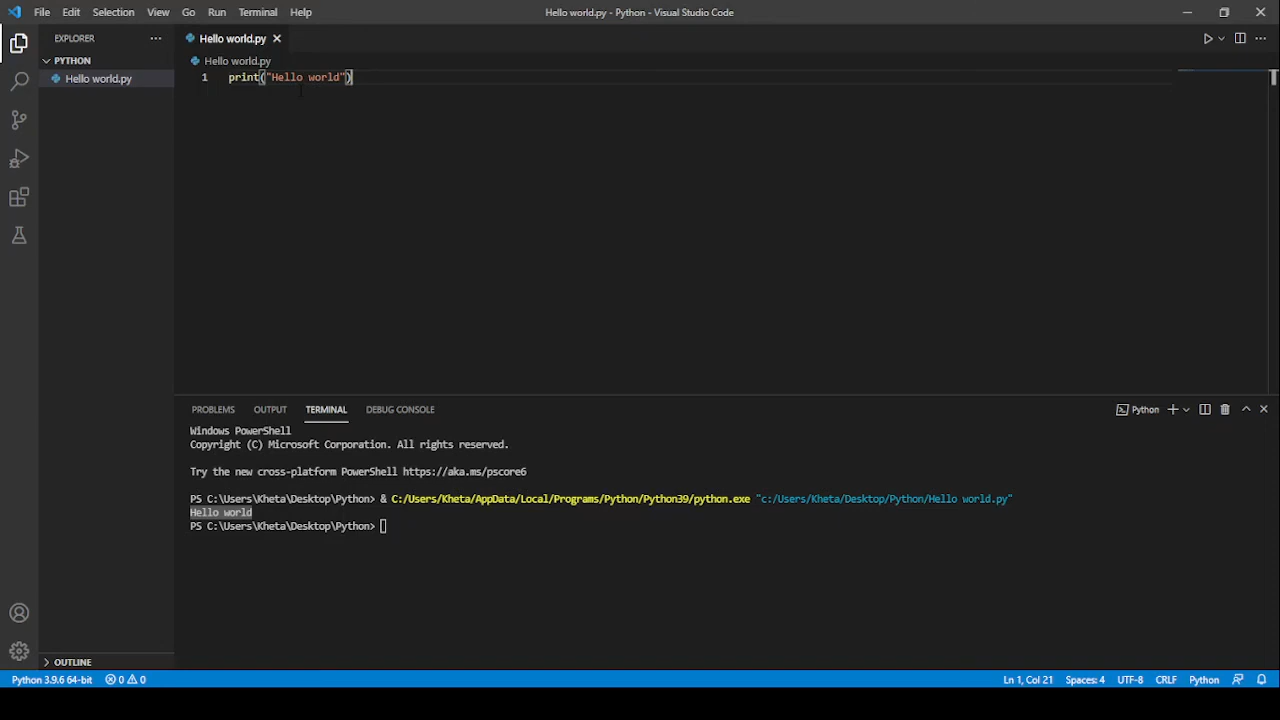 File Edit Selection View Go Run Terminal Help
Hello world.py - Python - Visual Studio Code
EXPLORER
PYTHON
Hello world.py
Hello world.py
Hello world.py
1 print("Hello world")
PROBLEMS OUTPUT TERMINAL DEBUG CONSOLE
Python
Windows PowerShell
Copyright (C) Microsoft Corporation. All rights reserved.
Try the new cross-platform PowerShell https://aka.ms/pscore6
PS C:\Users\Kheta\Desktop\Python> & C:/Users/Kheta/AppData/Local/Programs/Python/Python39/python.exe "c:/Users/Kheta/Desktop/Python/Hello world.py"
Hello world
PS C:\Users\Kheta\Desktop\Python>
OUTLINE
Python 3.9.6 64-bit 0 0
Ln 1, Col 21 Spaces: 4 UTF-8 CRLF Python